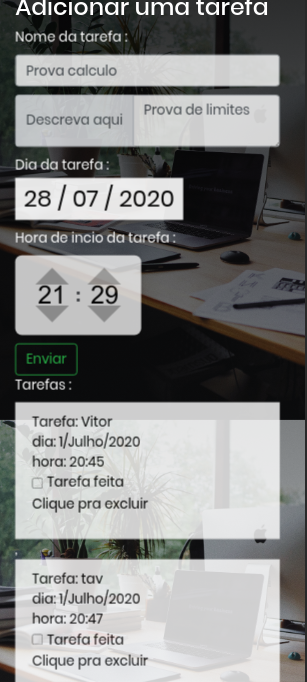 Adicionar uma tarefa
Nome da tarefa :
Prova calculo
Descreva aqui
Prova de limites
Dia da tarefa :
28 / 07 / 2020
Hora de incio da tarefa :
21 : 29
Enviar
Tarefas :
Tarefa: Vitor
dia: 1/Julho/2020
hora: 20:45
Tarefa feita
Clique pra excluir
Tarefa: tav
dia: 1/Julho/2020
hora: 20:47
Tarefa feita
Clique pra excluir